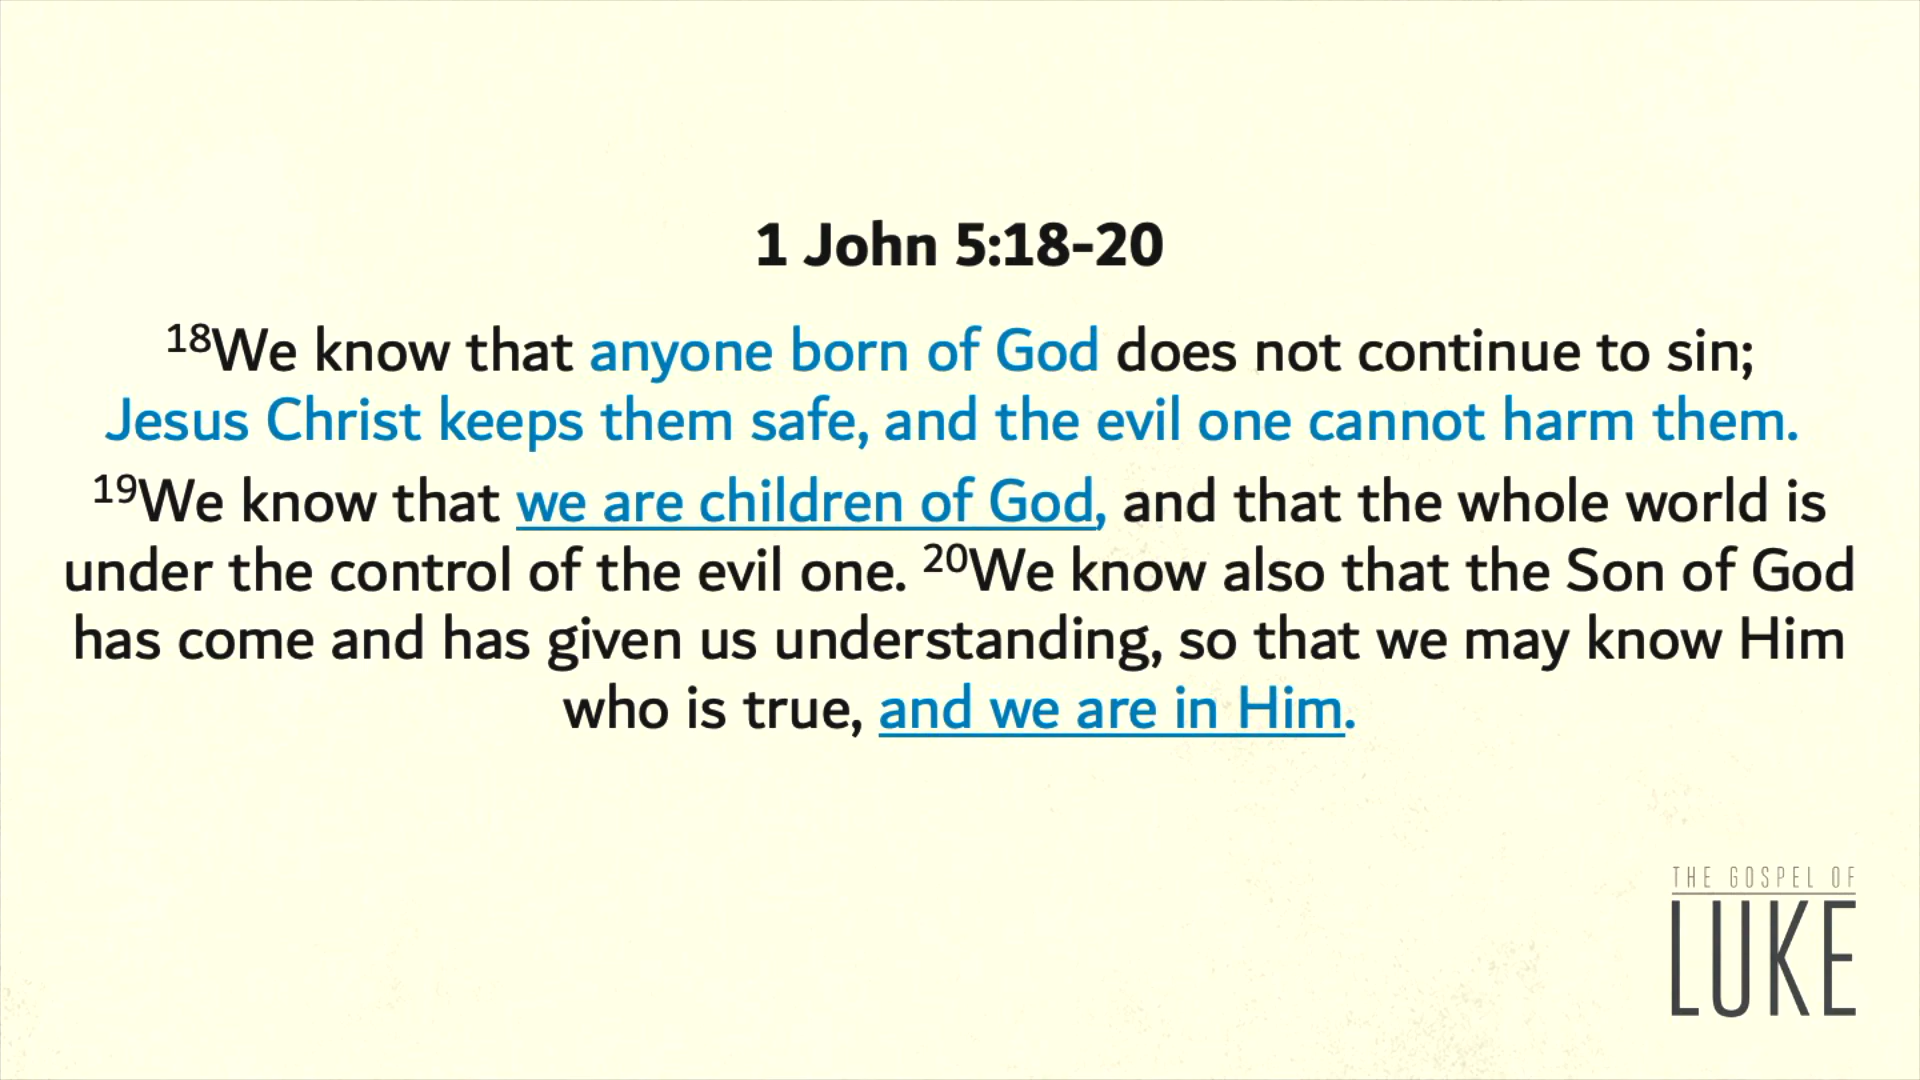 1 John 5:18-20
18We know that anyone born of God does not continue to sin;
Jesus Christ keeps them safe, and the evil one cannot harm them.
19We know that we are children of God, and that the whole world is
under the control of the evil one. 20We know also that the Son of God
has come and has given us understanding, so that we may know Him
who is true, and we are in Him.
THE GOSPEL OF
LUKE